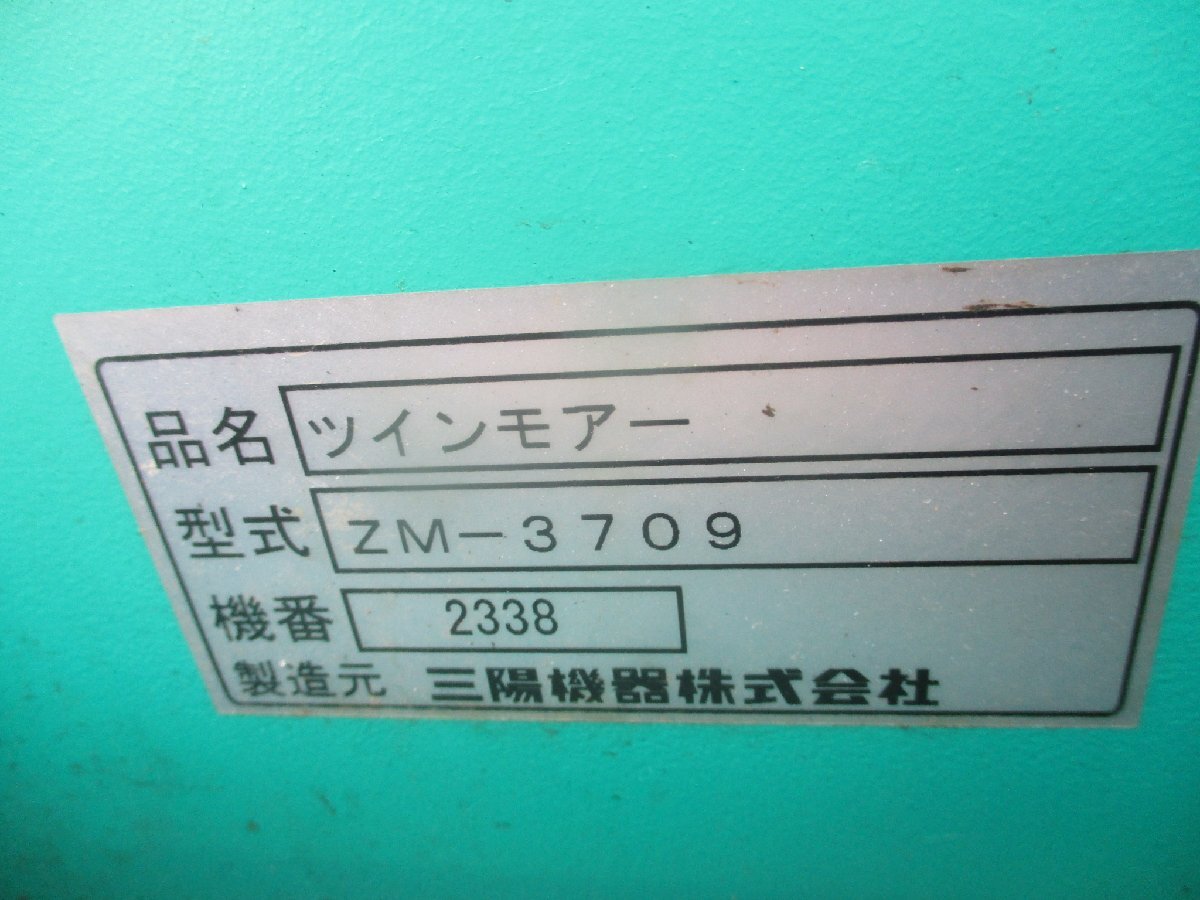 品名 ツインモアー
型式 ZM-3709
機番 2338
製造元 三陽機器株式会社